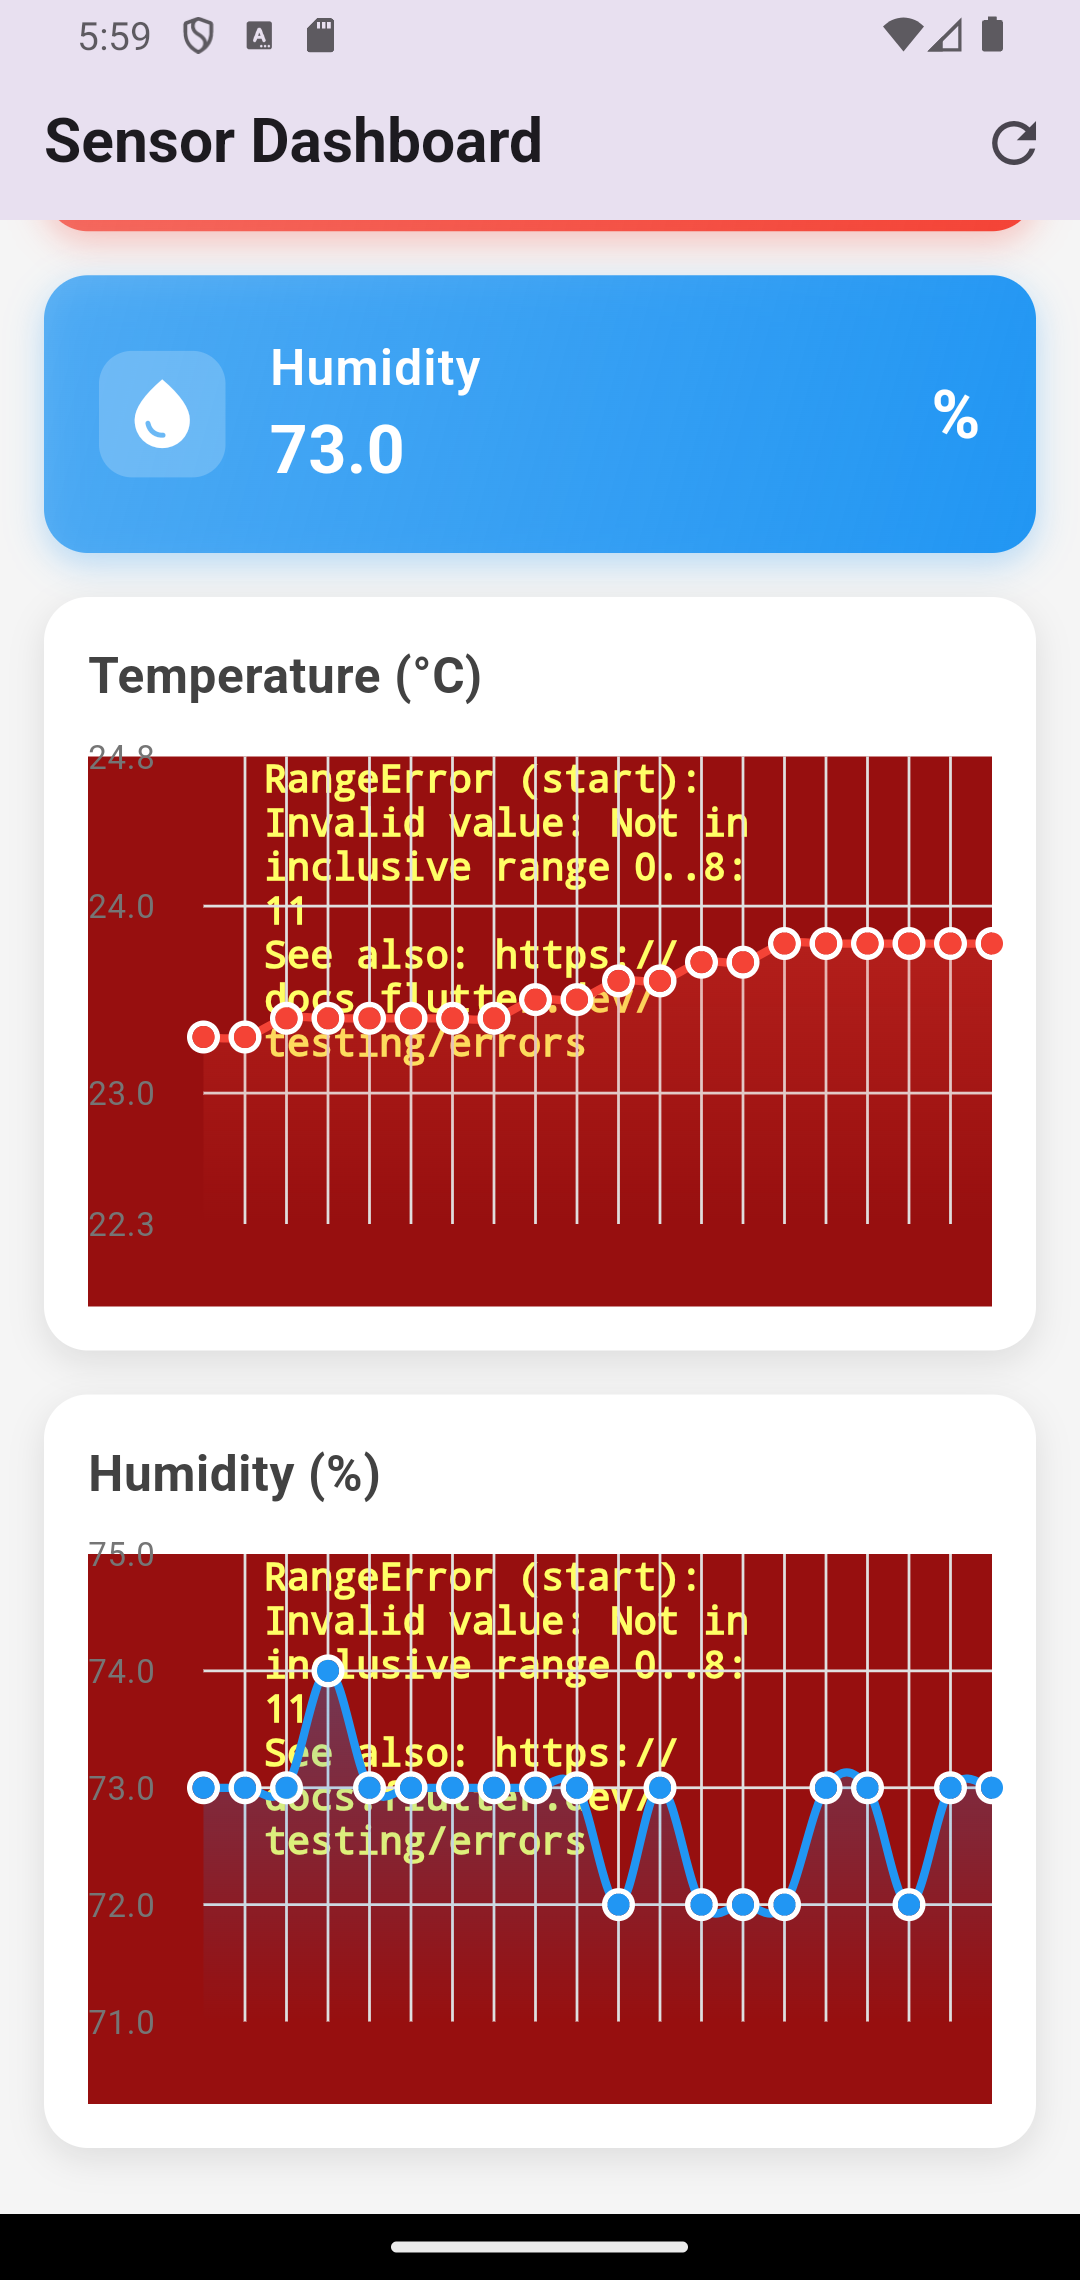 5:59
Sensor Dashboard
Humidity
73.0
%
Temperature (°C)
24.8
RangeError (start):
Invalid value: Not in
inclusive range 0..8:
24.0
11
See also: https://
docs.flutter.dev/
testing/errors
23.0
22.3
Humidity (%)
75.0
RangeError (start):
Invalid value: Not in
inclusive range 0..8:
74.0
11
See also: https://
73.0
docs.flutter.dev/
testing/errors
72.0
71.0